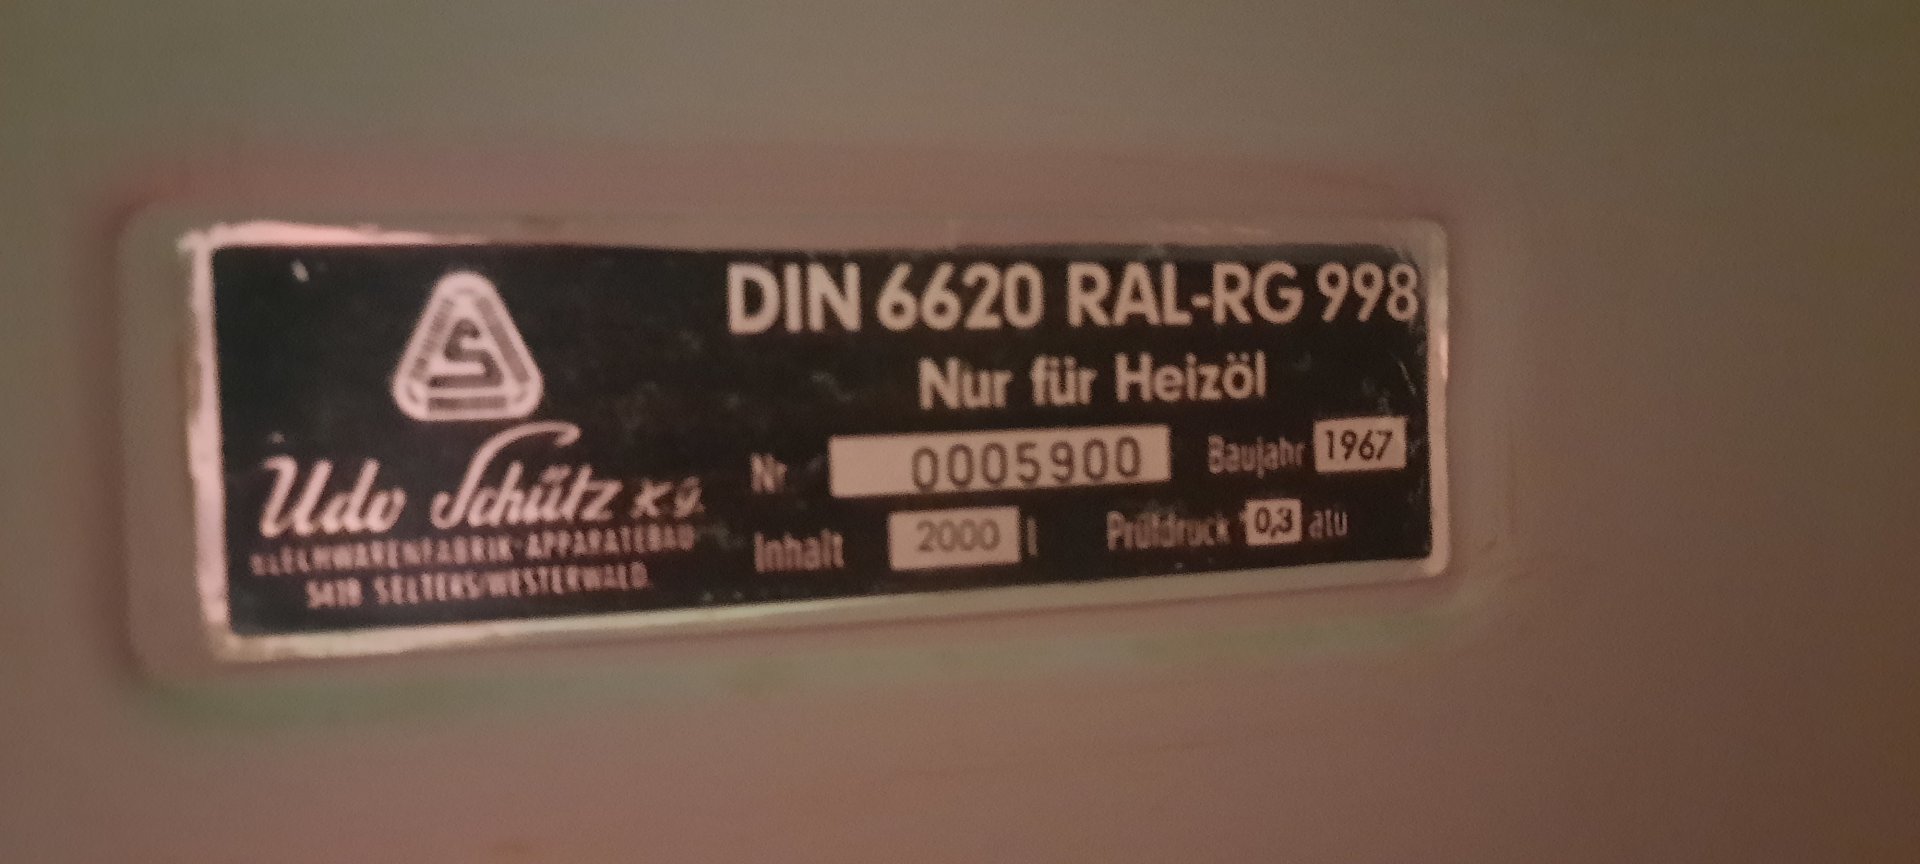 DIN 6620 RAL-RG 998
Nur für Heizöl
Nr 0005900 Baujahr 1967
Inhalt 2000 l Prüfdruck 0,3 atü
S
Udo Schütz K.G.
BLECHWARENFABRIK-APPARATEBAU
5418 SELTERS/WESTERWALD